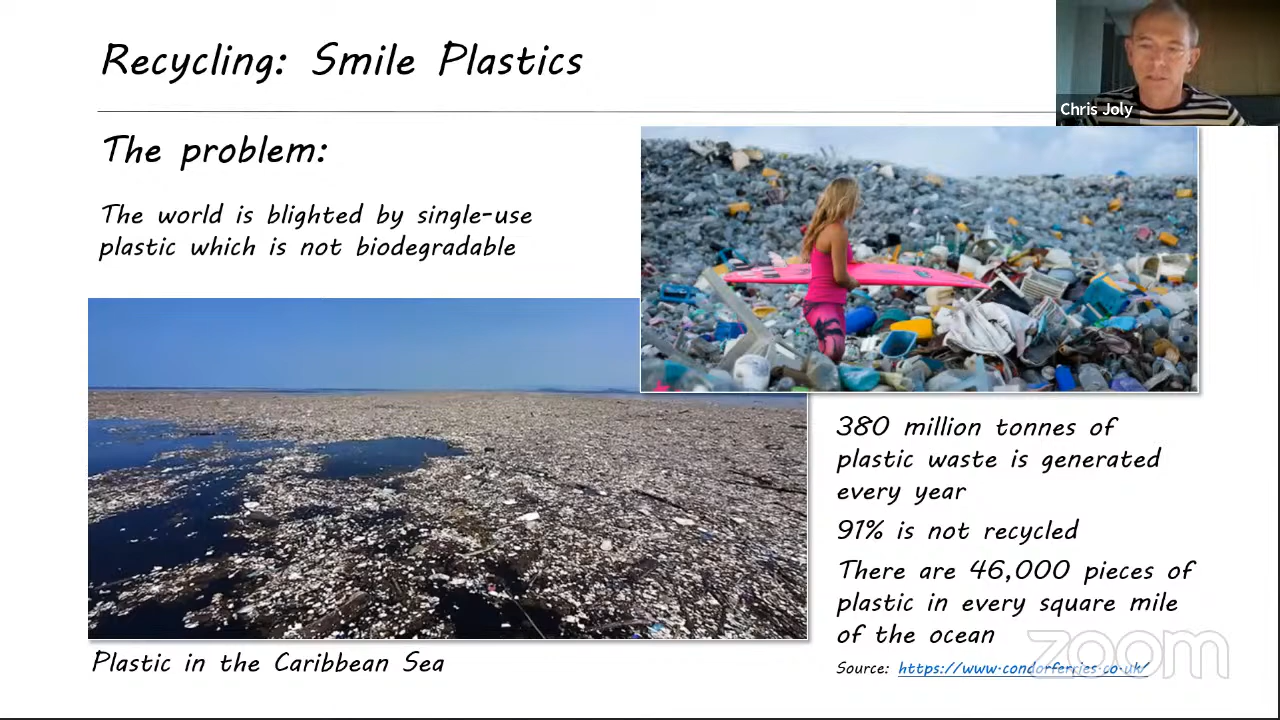 Recycling: Smile Plastics
Chris Joly
The problem:
The world is blighted by single-use
plastic which is not biodegradable
380 million tonnes of
plastic waste is generated
every year
91% is not recycled
There are 46,000 pieces of
plastic in every square mile
of the ocean
Source: https://www.condorferries.co.uk/
Plastic in the Caribbean Sea
zoom